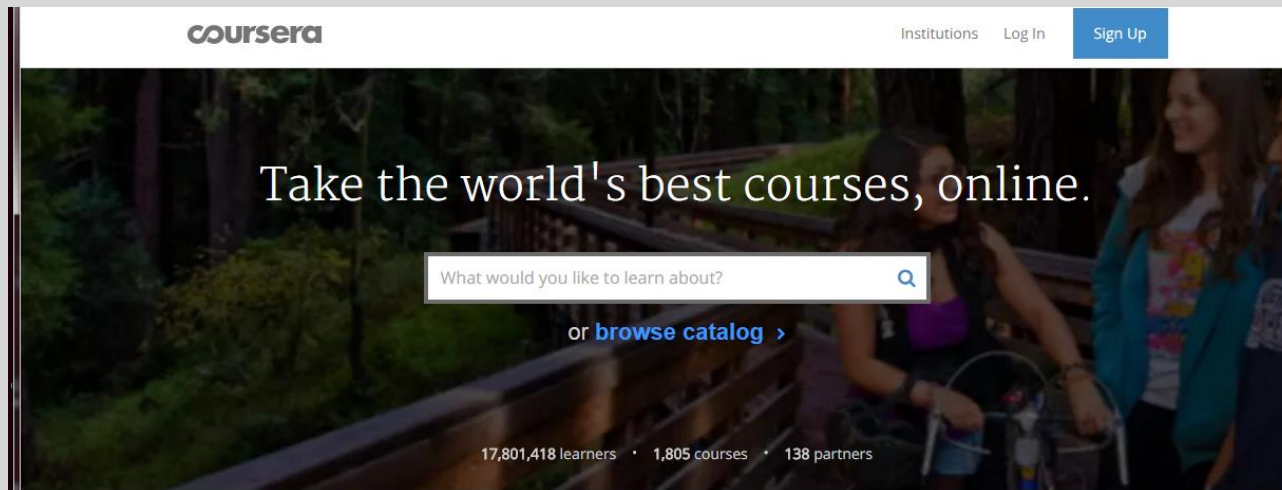 coursera
Institutions Log In Sign Up
Take the world's best courses, online.
What would you like to learn about?
or browse catalog ›
17,801,418 learners • 1,805 courses • 138 partners